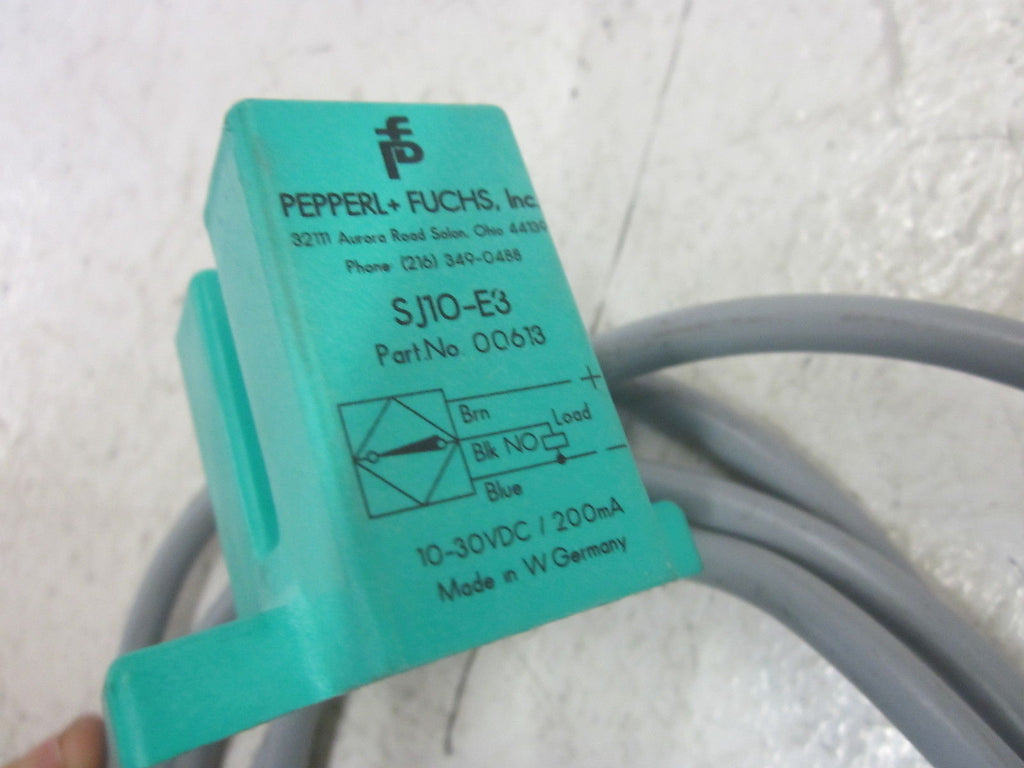 PEPPERL+ FUCHS, Inc.
32111 Aurora Road Solon, Ohio 44139
Phone (216) 349-0488
SJ10-E3
Part.No 00613
+
Brn
Load
Blk NO
−
Blue
10-30VDC / 200mA
Made in W Germany